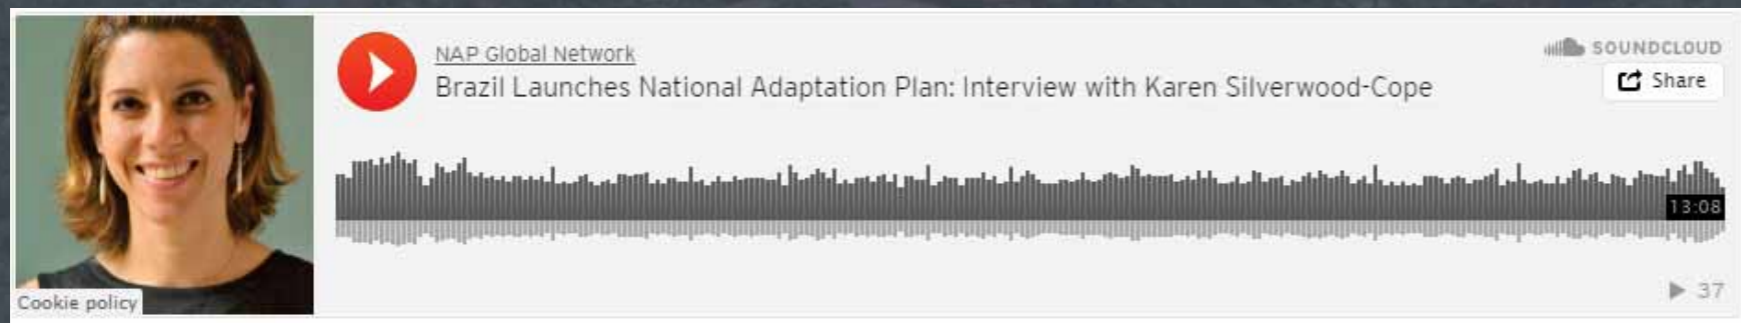 NAP Global Network
SOUNDCLOUD
Brazil Launches National Adaptation Plan: Interview with Karen Silverwood-Cope
Share
13:08
Cookie policy
37